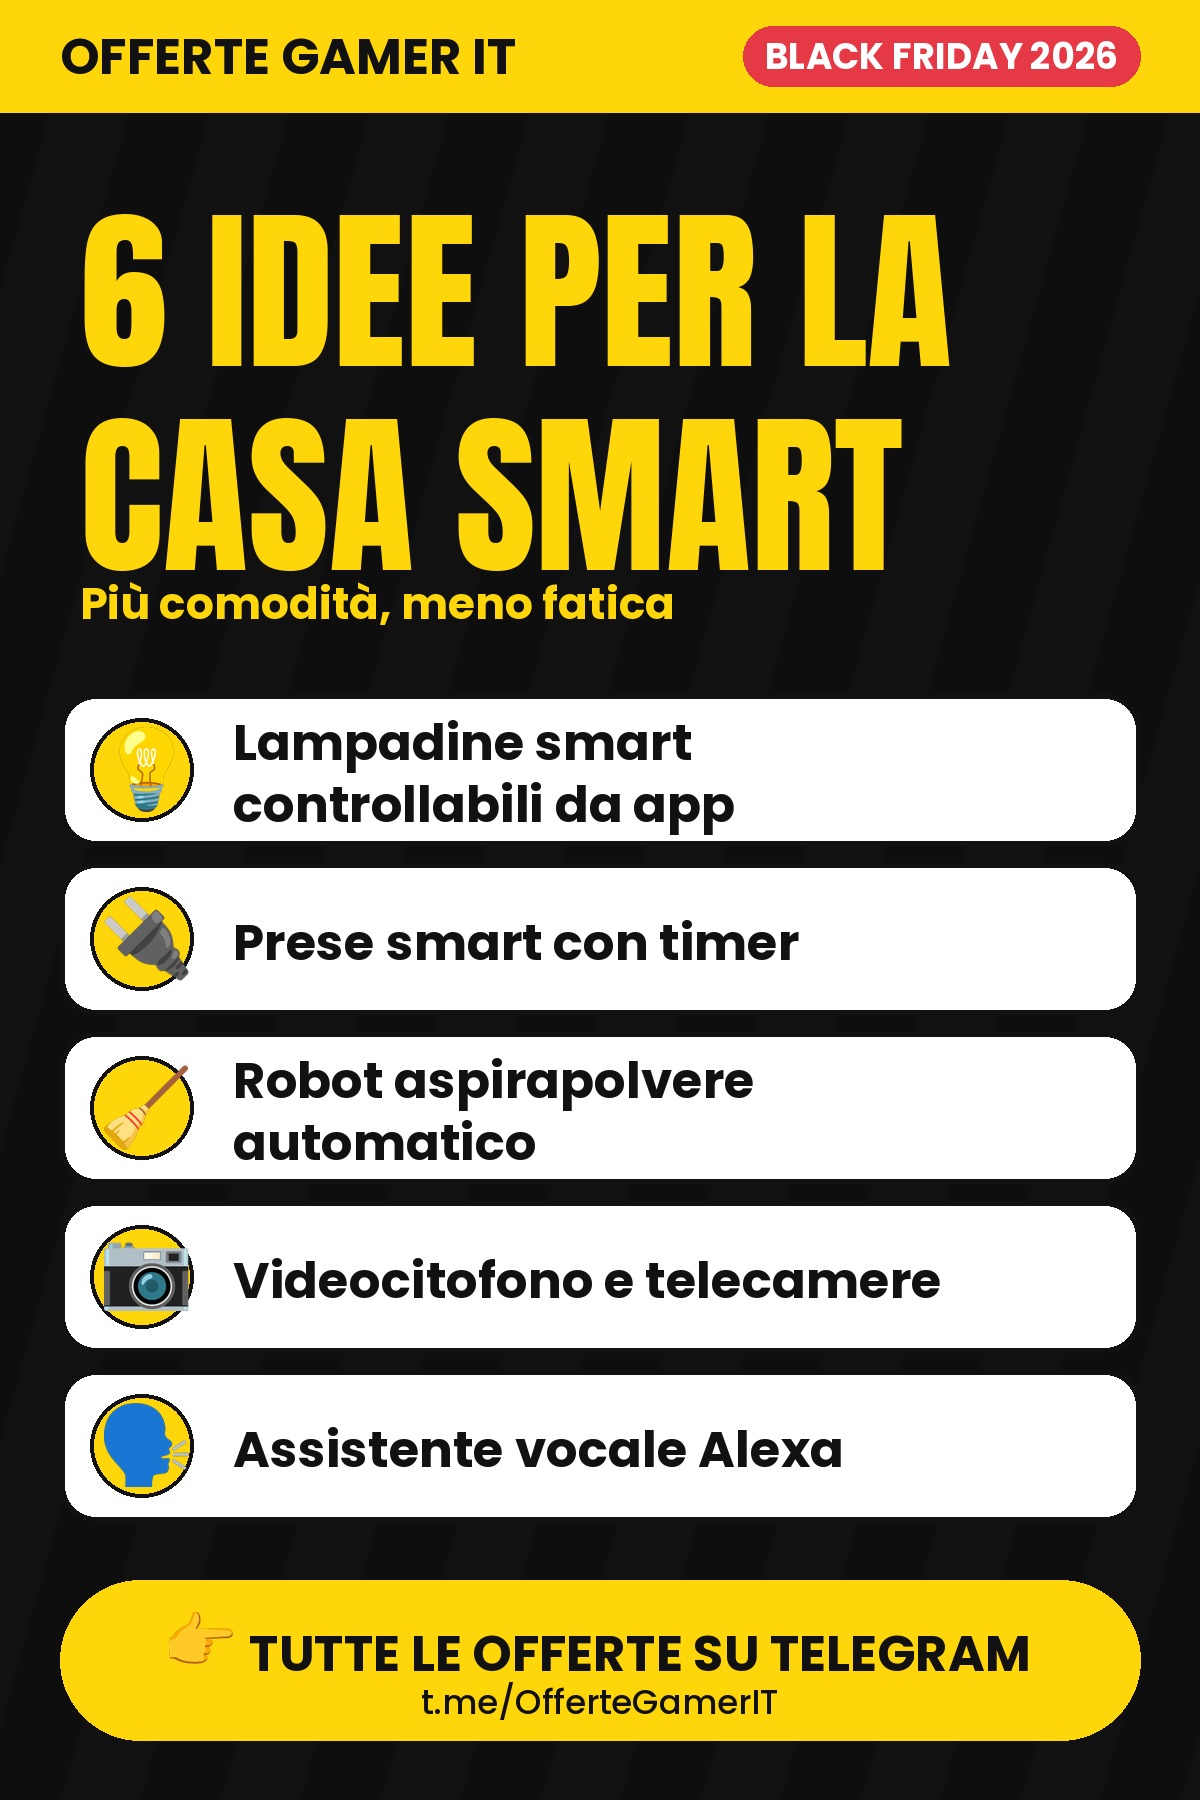 OFFERTE GAMER IT
BLACK FRIDAY 2026
6 IDEE PER LA
CASA SMART
Più comodità, meno fatica
Lampadine smart
controllabili da app
Prese smart con timer
Robot aspirapolvere
automatico
Videocitofono e telecamere
Assistente vocale Alexa
👉 TUTTE LE OFFERTE SU TELEGRAM
t.me/OfferteGamerIT